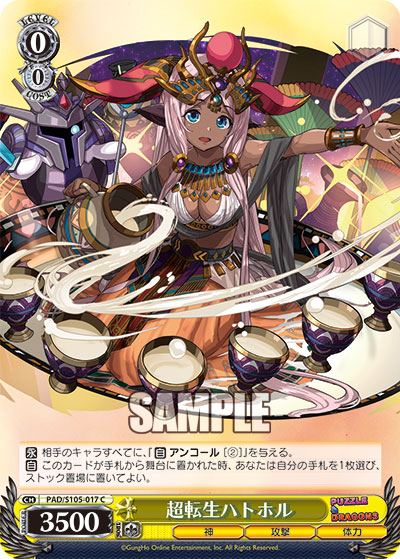 LEVEL
0
0
COST
SAMPLE
永 相手のキャラすべてに、『自 アンコール [②]』を与える。
自 このカードが手札から舞台に置かれた時、あなたは自分の手札を1枚選び、
ストック置場に置いてよい。
CH PAD/S105-017 C
POWER 3500 SOUL 超転生ハトホル PUZZLE & DRAGONS
神 攻撃 体力
©GungHo Online Entertainment, Inc. All Rights Reserved.